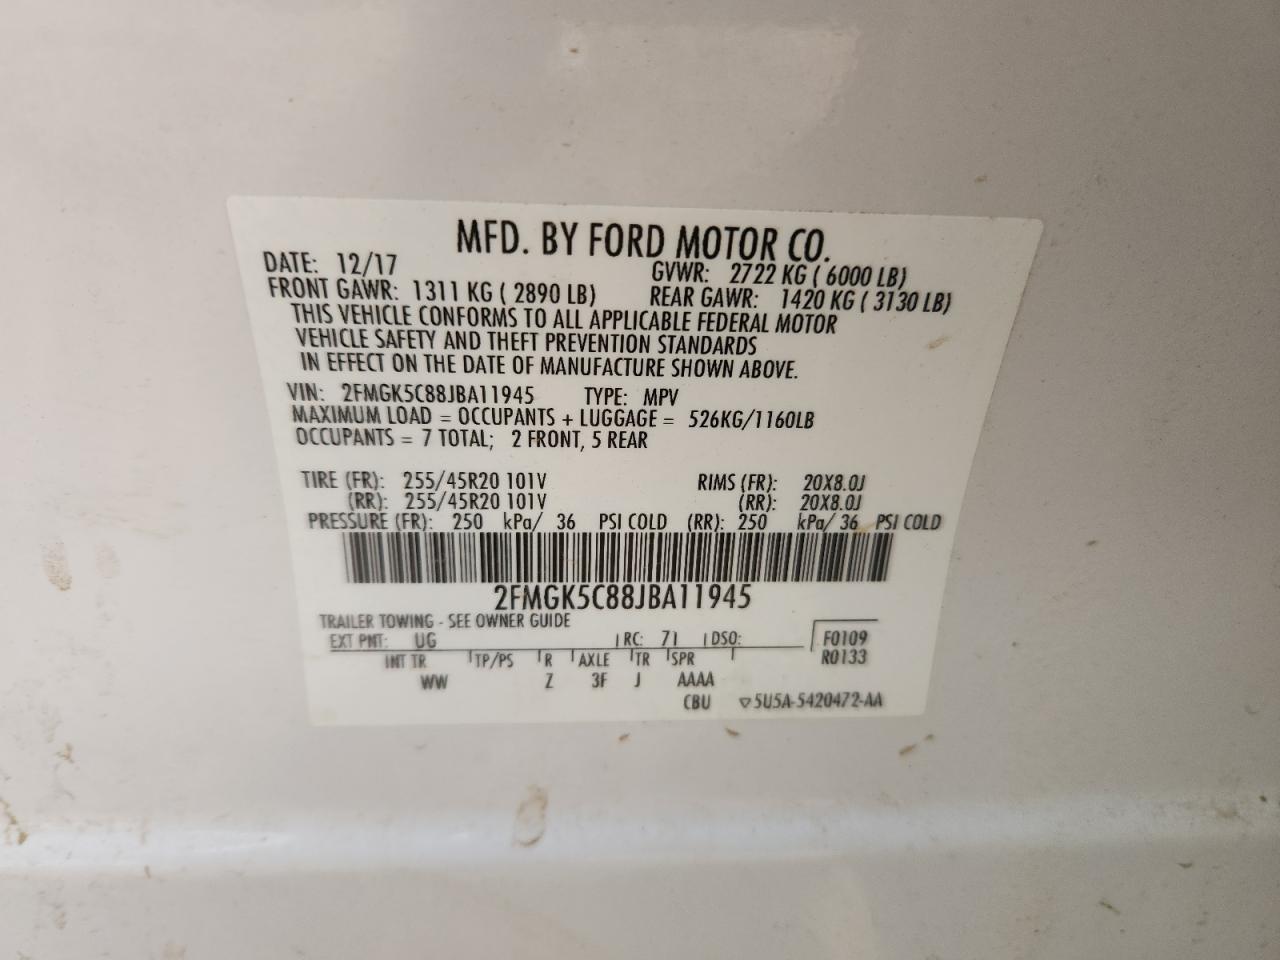 MFD. BY FORD MOTOR CO.
DATE: 12/17 GVWR: 2722 KG ( 6000 LB)
FRONT GAWR: 1311 KG ( 2890 LB) REAR GAWR: 1420 KG ( 3130 LB)
THIS VEHICLE CONFORMS TO ALL APPLICABLE FEDERAL MOTOR
VEHICLE SAFETY AND THEFT PREVENTION STANDARDS
IN EFFECT ON THE DATE OF MANUFACTURE SHOWN ABOVE.
VIN: 2FMGK5C88JBA11945 TYPE: MPV
MAXIMUM LOAD = OCCUPANTS + LUGGAGE = 526KG/1160LB
OCCUPANTS = 7 TOTAL; 2 FRONT, 5 REAR
TIRE (FR): 255/45R20 101V RIMS (FR): 20X8.0J
(RR): 255/45R20 101V (RR): 20X8.0J
PRESSURE (FR): 250 kPa/ 36 PSI COLD (RR): 250 kPa/ 36 PSI COLD
2FMGK5C88JBA11945
TRAILER TOWING - SEE OWNER GUIDE
EXT PNT: UG RC: 71 DSO: F0109
INT TR TP/PS R AXLE TR SPR R0133
WW Z 3F J AAAA
CBU ▽5U5A-5420472-AA